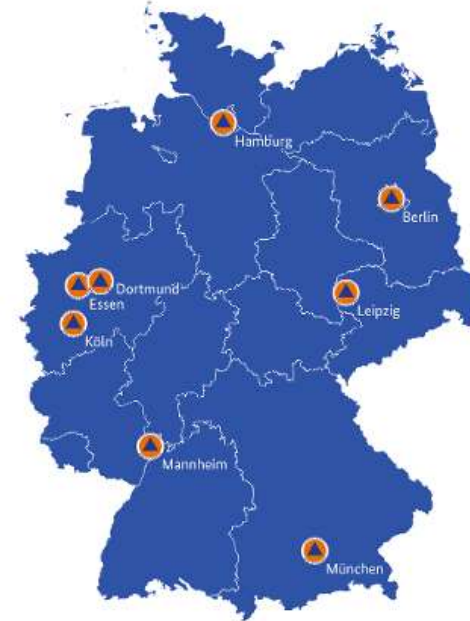 Hamburg
Berlin
Dortmund
Essen
Leipzig
Köln
Mannheim
München